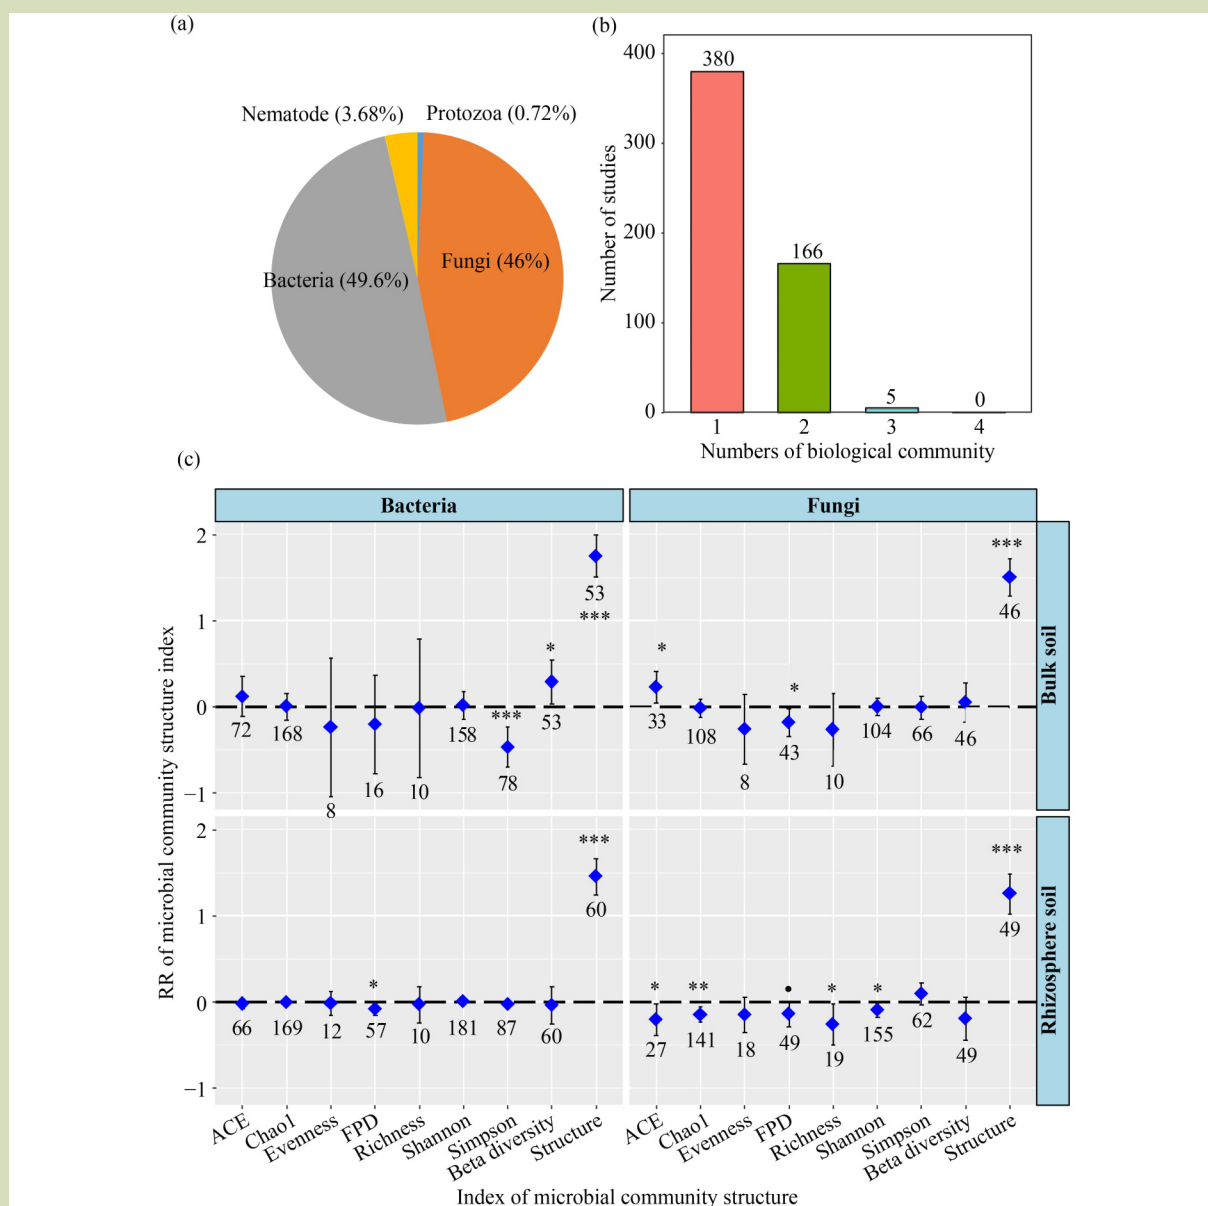 (a)
Nematode (3.68%)
Protozoa (0.72%)
Fungi (46%)
Bacteria (49.6%)
(b)
Number of studies
400
300
200
100
0
380
166
5
0
1 2 3 4
Numbers of biological community
(c)
Bacteria
Fungi
RR of microbial community structure index
Bulk soil
Rhizosphere soil
2
1
0
−1
72 168 8 16 10 158 *** 78 * 53 53 ***
* 33 108 8 * 43 10 104 66 46 *** 46
2
1
0
−1
66 169 12 * 57 10 181 87 60 *** 60
* 27 ** 141 18 • 49 * 19 * 155 62 49 *** 49
ACE Chao1 Evenness FPD Richness Shannon Simpson Beta diversity Structure
ACE Chao1 Evenness FPD Richness Shannon Simpson Beta diversity Structure
Index of microbial community structure